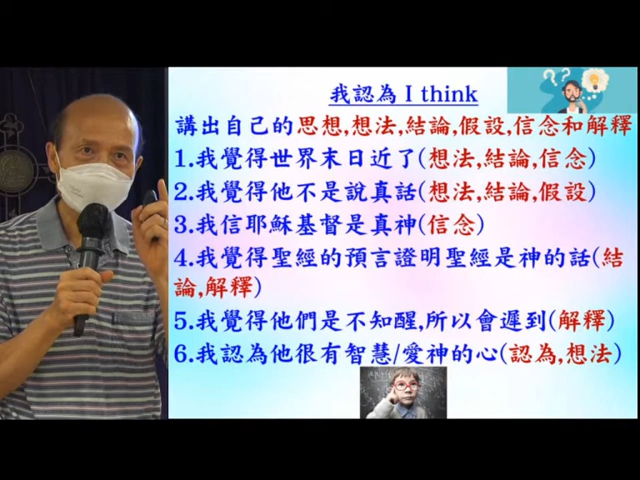 我認為 I think
講出自己的思想,想法,結論,假設,信念和解釋
1.我覺得世界末日近了(想法,結論,信念)
2.我覺得他不是說真話(想法,結論,假設)
3.我信耶穌基督是真神(信念)
4.我覺得聖經的預言證明聖經是神的話(結
論,解釋)
5.我覺得他們是不知醒,所以會遲到(解釋)
6.我認為他很有智慧/愛神的心(認為,想法)